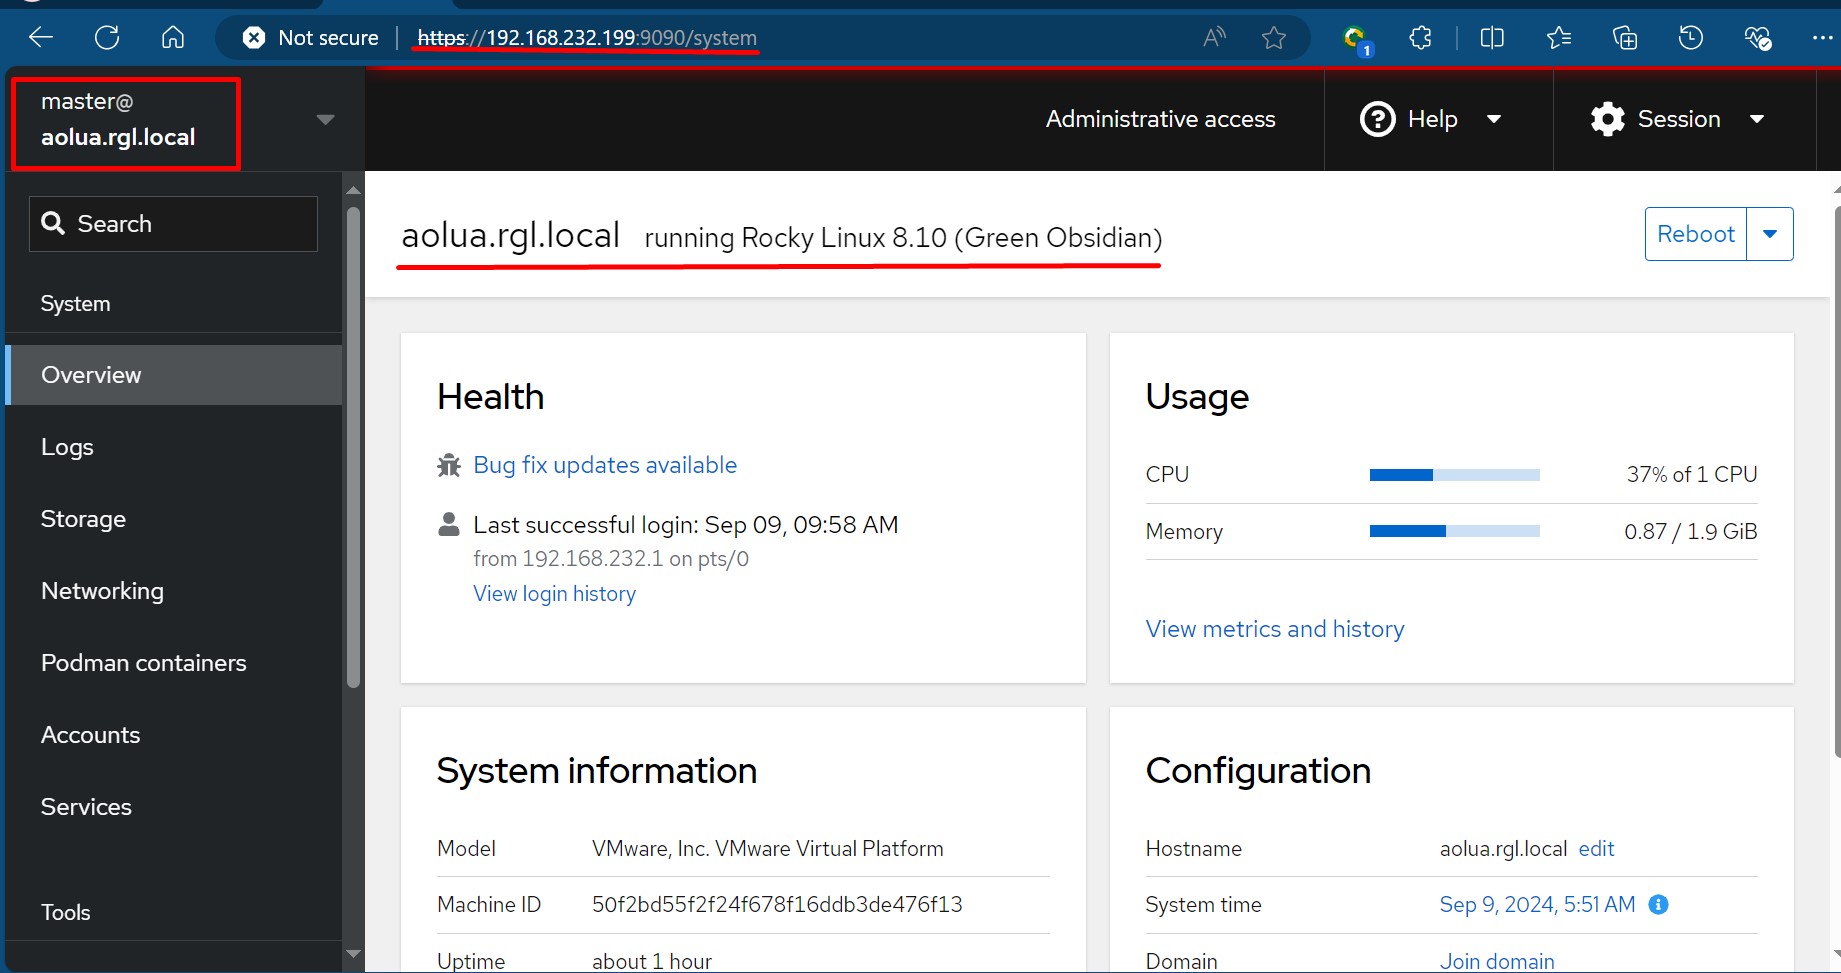 Not secure
https://192.168.232.199:9090/system
1
master@
aolua.rgl.local
Administrative access
Help
Session
Search
System
Overview
Logs
Storage
Networking
Podman containers
Accounts
Services
Tools
aolua.rgl.local running Rocky Linux 8.10 (Green Obsidian)
Reboot
Health
Bug fix updates available
Last successful login: Sep 09, 09:58 AM
from 192.168.232.1 on pts/0
View login history
Usage
CPU 37% of 1 CPU
Memory 0.87 / 1.9 GiB
View metrics and history
System information
Model VMware, Inc. VMware Virtual Platform
Machine ID 50f2bd55f2f24f678f16ddb3de476f13
Uptime about 1 hour
Configuration
Hostname aolua.rgl.local edit
System time Sep 9, 2024, 5:51 AM
Domain Join domain